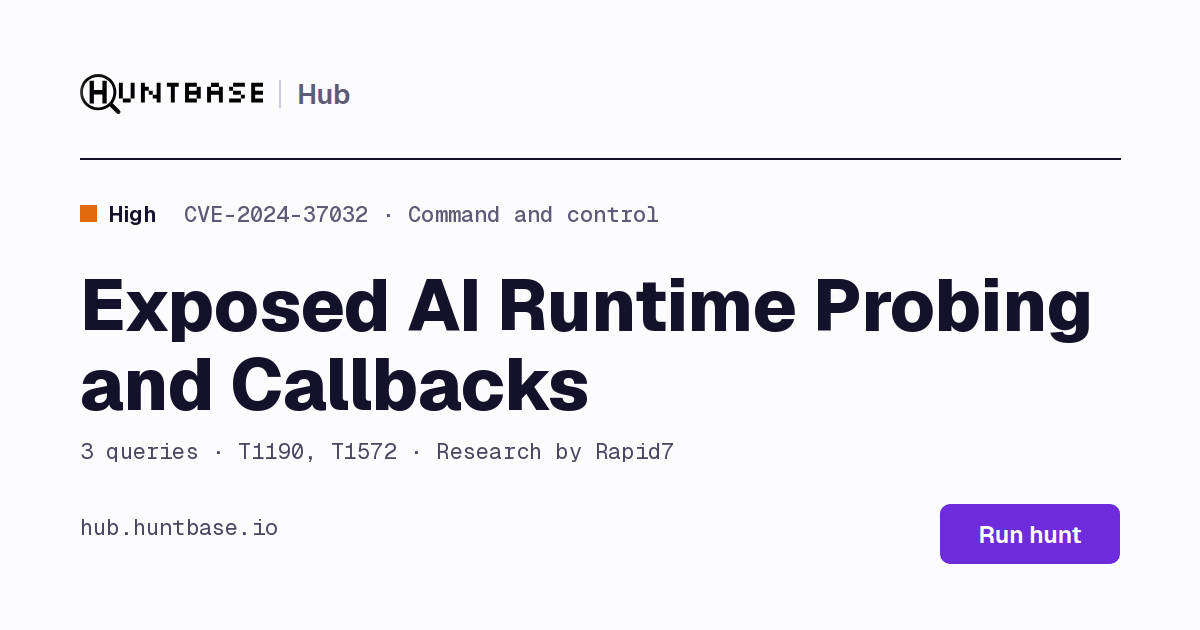 HUNTBASE | Hub
High CVE-2024-37032 · Command and control
Exposed AI Runtime Probing
and Callbacks
3 queries · T1190, T1572 · Research by Rapid7
hub.huntbase.io
Run hunt